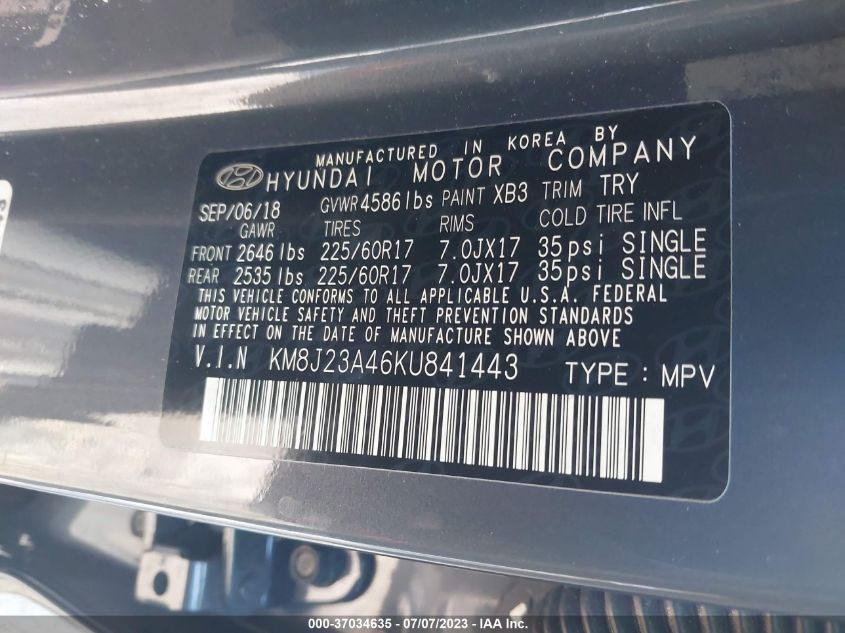 MANUFACTURED IN KOREA BY
HYUNDAI MOTOR COMPANY
SEP/06/18 GVWR 4586 lbs PAINT XB3 TRIM TRY
GAWR TIRES RIMS COLD TIRE INFL
FRONT 2646 lbs 225/60R17 7.0JX17 35psi SINGLE
REAR 2535 lbs 225/60R17 7.0JX17 35psi SINGLE
THIS VEHICLE CONFORMS TO ALL APPLICABLE U.S.A. FEDERAL
MOTOR VEHICLE SAFETY AND THEFT PREVENTION STANDARDS
IN EFFECT ON THE DATE OF MANUFACTURE SHOWN ABOVE
V.I.N KM8J23A46KU841443 TYPE : MPV
000-37034635 - 07/07/2023 - IAA Inc.